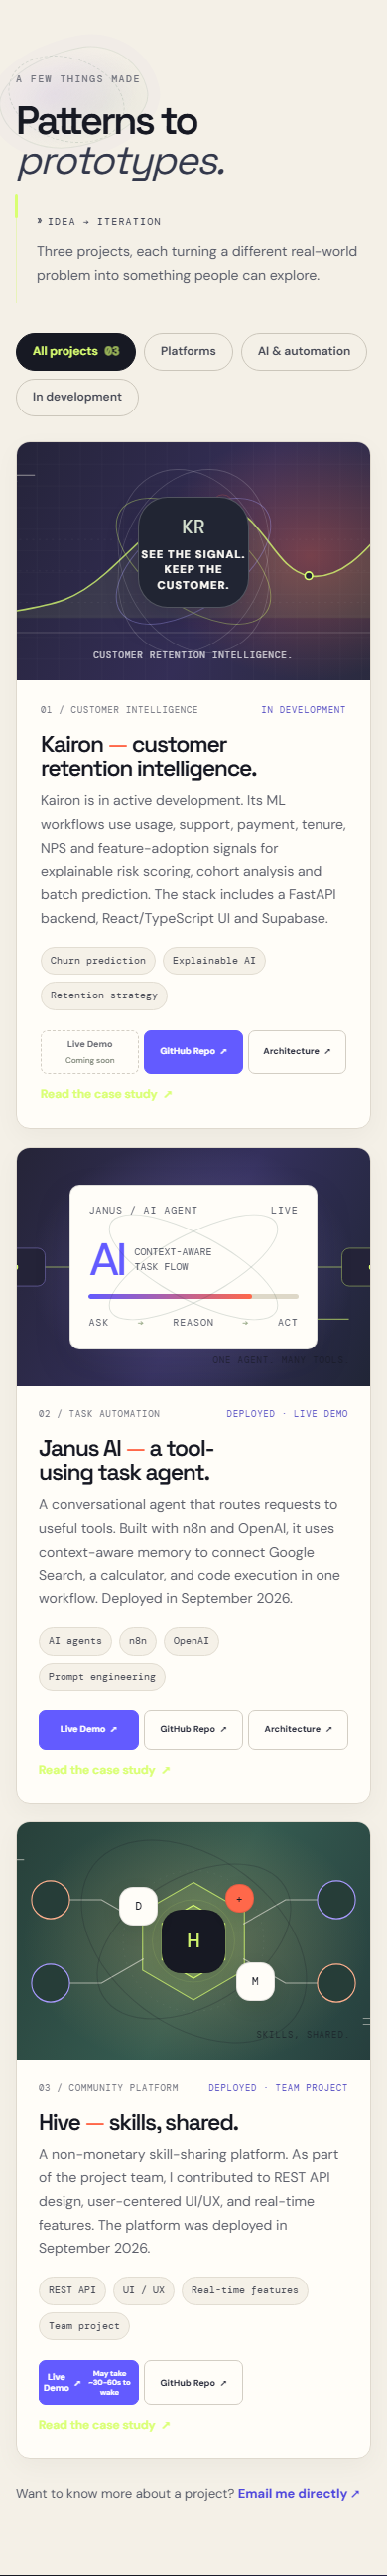 A FEW THINGS MADE
Patterns to
prototypes.
» IDEA → ITERATION
Three projects, each turning a different real-world
problem into something people can explore.
All projects 03
Platforms
AI & automation
In development
KR
SEE THE SIGNAL.
KEEP THE
CUSTOMER.
CUSTOMER RETENTION INTELLIGENCE.
01 / CUSTOMER INTELLIGENCE
IN DEVELOPMENT
Kairon — customer
retention intelligence.
Kairon is in active development. Its ML
workflows use usage, support, payment, tenure,
NPS and feature-adoption signals for
explainable risk scoring, cohort analysis and
batch prediction. The stack includes a FastAPI
backend, React/TypeScript UI and Supabase.
Churn prediction
Explainable AI
Retention strategy
Live Demo
Coming soon
GitHub Repo ↗
Architecture ↗
Read the case study ↗
JANUS / AI AGENT
LIVE
AI
CONTEXT-AWARE
TASK FLOW
ASK → REASON → ACT
ONE AGENT. MANY TOOLS.
02 / TASK AUTOMATION
DEPLOYED · LIVE DEMO
Janus AI — a tool-
using task agent.
A conversational agent that routes requests to
useful tools. Built with n8n and OpenAI, it uses
context-aware memory to connect Google
Search, a calculator, and code execution in one
workflow. Deployed in September 2026.
AI agents
n8n
OpenAI
Prompt engineering
Live Demo ↗
GitHub Repo ↗
Architecture ↗
Read the case study ↗
D
+
H
M
SKILLS, SHARED.
03 / COMMUNITY PLATFORM
DEPLOYED · TEAM PROJECT
Hive — skills, shared.
A non-monetary skill-sharing platform. As part
of the project team, I contributed to REST API
design, user-centered UI/UX, and real-time
features. The platform was deployed in
September 2026.
REST API
UI / UX
Real-time features
Team project
Live
Demo ↗
May take
~30-60s to
wake
GitHub Repo ↗
Read the case study ↗
Want to know more about a project? Email me directly ↗